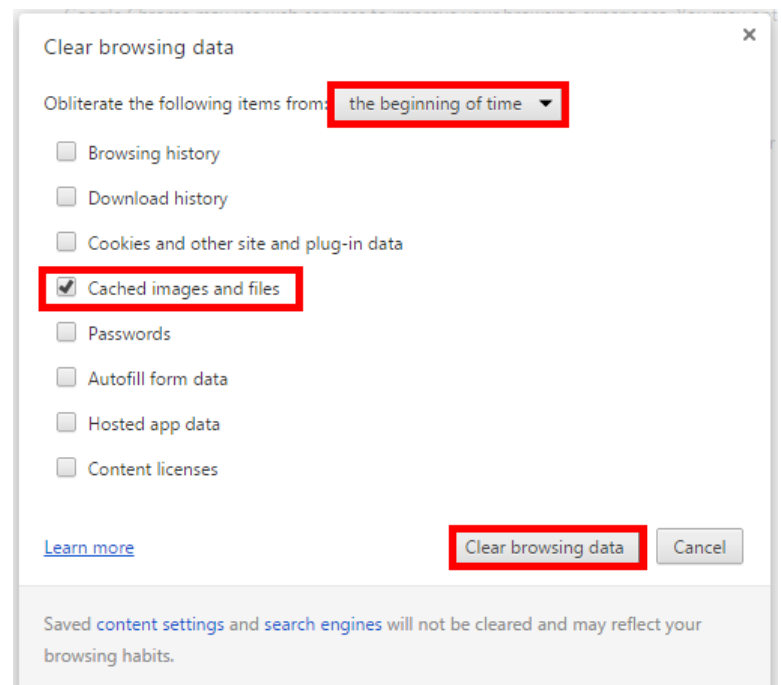 Clear browsing data
Obliterate the following items from: the beginning of time
Browsing history
Download history
Cookies and other site and plug-in data
Cached images and files
Passwords
Autofill form data
Hosted app data
Content licenses
Learn more Clear browsing data Cancel
Saved content settings and search engines will not be cleared and may reflect your
browsing habits.